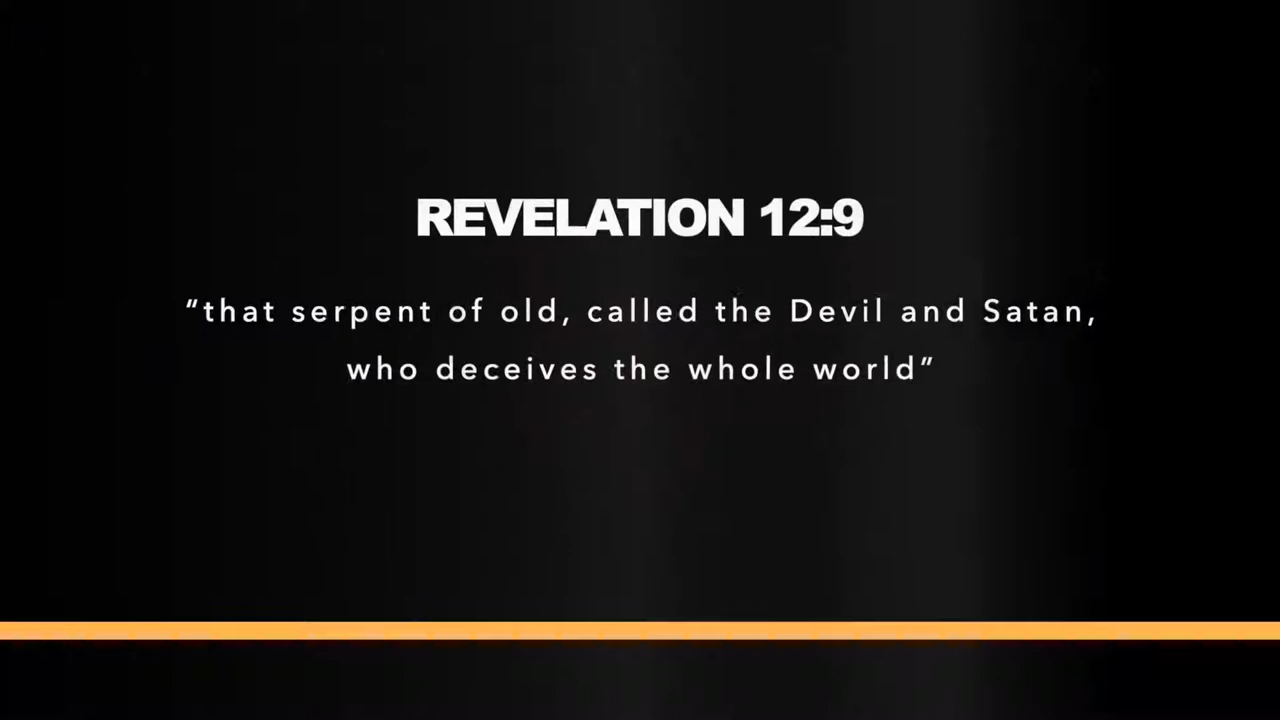 REVELATION 12:9
“that serpent of old, called the Devil and Satan,
who deceives the whole world”